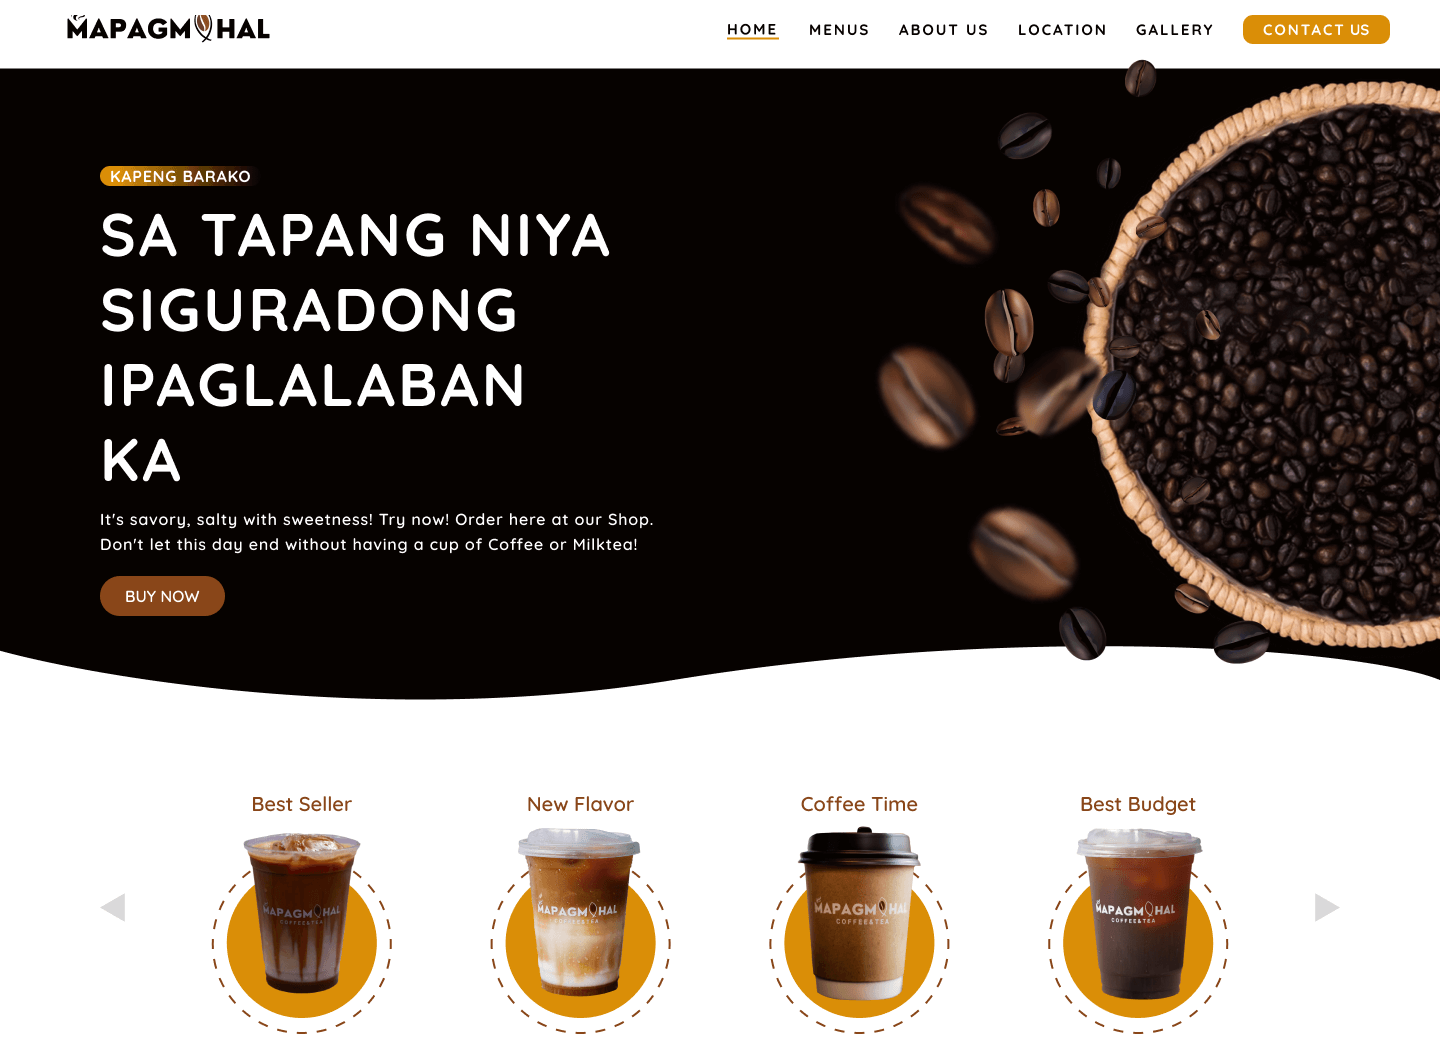 MAPAGMAHAL
HOME MENUS ABOUT US LOCATION GALLERY CONTACT US
KAPENG BARAKO
SA TAPANG NIYA
SIGURADONG
IPAGLALABAN
KA
It's savory, salty with sweetness! Try now! Order here at our Shop.
Don't let this day end without having a cup of Coffee or Milktea!
BUY NOW
Best Seller
New Flavor
Coffee Time
Best Budget
MAPAGMAHAL
COFFEE&TEA
MAPAGMAHAL
COFFEE&TEA
MAPAGMAHAL
COFFEE&TEA
MAPAGMAHAL
COFFEE&TEA